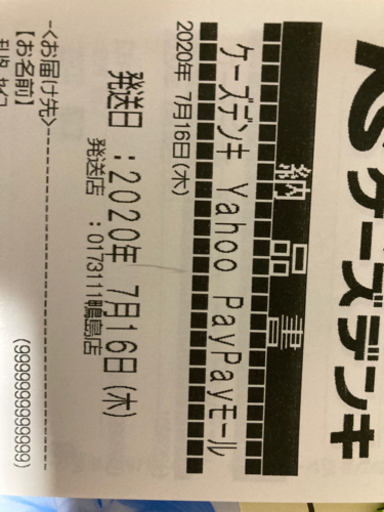 ケーズデンキ
納品書
ケーズデンキ Yahoo PayPayモール
2020年 7月16日(木)
発送日 :2020年 7月16日(木)
発送店 :0173111鴨島店
<お届け先>
【お名前】
(99999999999999)